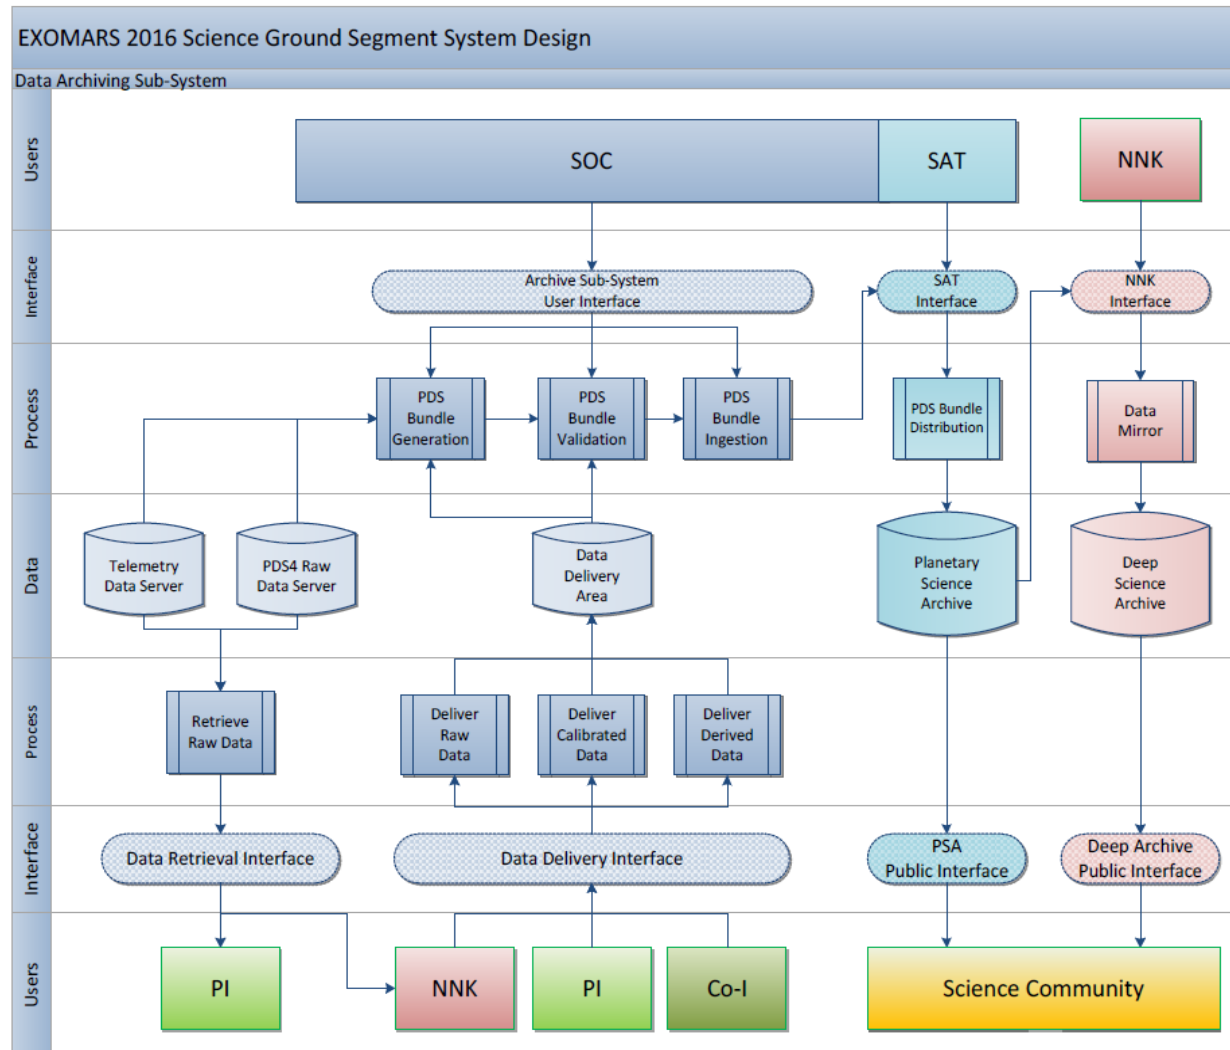 EXOMARS 2016 Science Ground Segment System Design
Data Archiving Sub-System
Users
SOC
SAT
NNK
Interface
Archive Sub-System
User Interface
SAT
Interface
NNK
Interface
Process
PDS
Bundle
Generation
PDS
Bundle
Validation
PDS
Bundle
Ingestion
PDS Bundle
Distribution
Data
Mirror
Data
Telemetry
Data Server
PDS4 Raw
Data Server
Data
Delivery
Area
Planetary
Science
Archive
Deep
Science
Archive
Process
Retrieve
Raw Data
Deliver
Raw
Data
Deliver
Calibrated
Data
Deliver
Derived
Data
Interface
Data Retrieval Interface
Data Delivery Interface
PSA
Public Interface
Deep Archive
Public Interface
Users
PI
NNK
PI
Co-I
Science Community